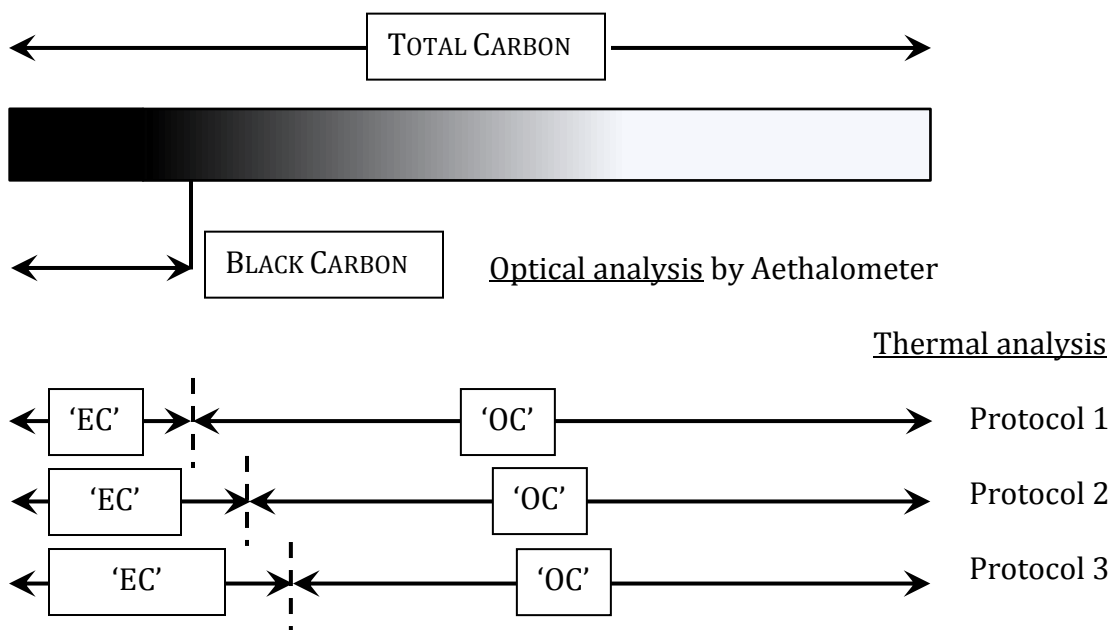 TOTAL CARBON
BLACK CARBON
Optical analysis by Aethalometer
Thermal analysis
‘EC’ ‘OC’ Protocol 1
‘EC’ ‘OC’ Protocol 2
‘EC’ ‘OC’ Protocol 3